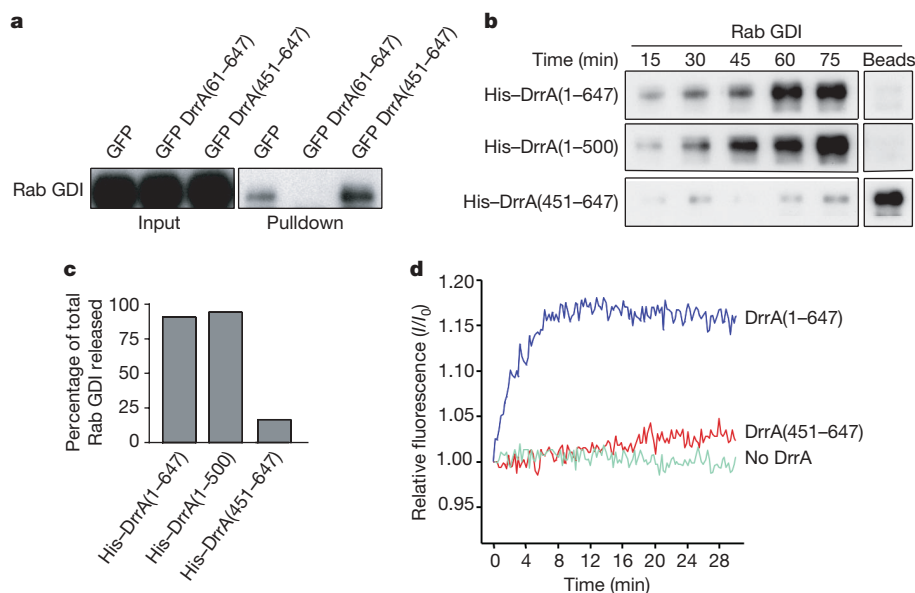 a
GFP
GFP DrrA(61–647)
GFP DrrA(451–647)
GFP
GFP DrrA(61–647)
GFP DrrA(451–647)
Rab GDI
Input
Pulldown
b
Rab GDI
Time (min) 15 30 45 60 75 Beads
His–DrrA(1–647)
His–DrrA(1–500)
His–DrrA(451–647)
c
Percentage of total
Rab GDI released
100
75
50
25
0
His–DrrA(1–647)
His–DrrA(1–500)
His–DrrA(451–647)
d
Relative fluorescence (I/I0)
1.20
1.15
1.10
1.05
1.00
0.95
DrrA(1–647)
DrrA(451–647)
No DrrA
0 4 8 12 16 20 24 28
Time (min)